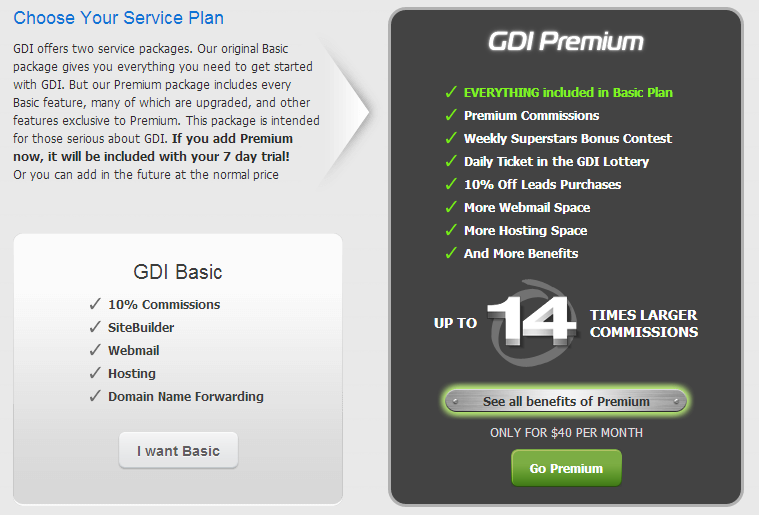 Choose Your Service Plan
GDI offers two service packages. Our original Basic
package gives you everything you need to get started
with GDI. But our Premium package includes every
Basic feature, many of which are upgraded, and other
features exclusive to Premium. This package is intended
for those serious about GDI. If you add Premium
now, it will be included with your 7 day trial!
Or you can add in the future at the normal price
GDI Basic
✓ 10% Commissions
✓ SiteBuilder
✓ Webmail
✓ Hosting
✓ Domain Name Forwarding
I want Basic
GDI Premium
✓ EVERYTHING included in Basic Plan
✓ Premium Commissions
✓ Weekly Superstars Bonus Contest
✓ Daily Ticket in the GDI Lottery
✓ 10% Off Leads Purchases
✓ More Webmail Space
✓ More Hosting Space
✓ And More Benefits
UP TO 14 TIMES LARGER
COMMISSIONS
See all benefits of Premium
ONLY FOR $40 PER MONTH
Go Premium